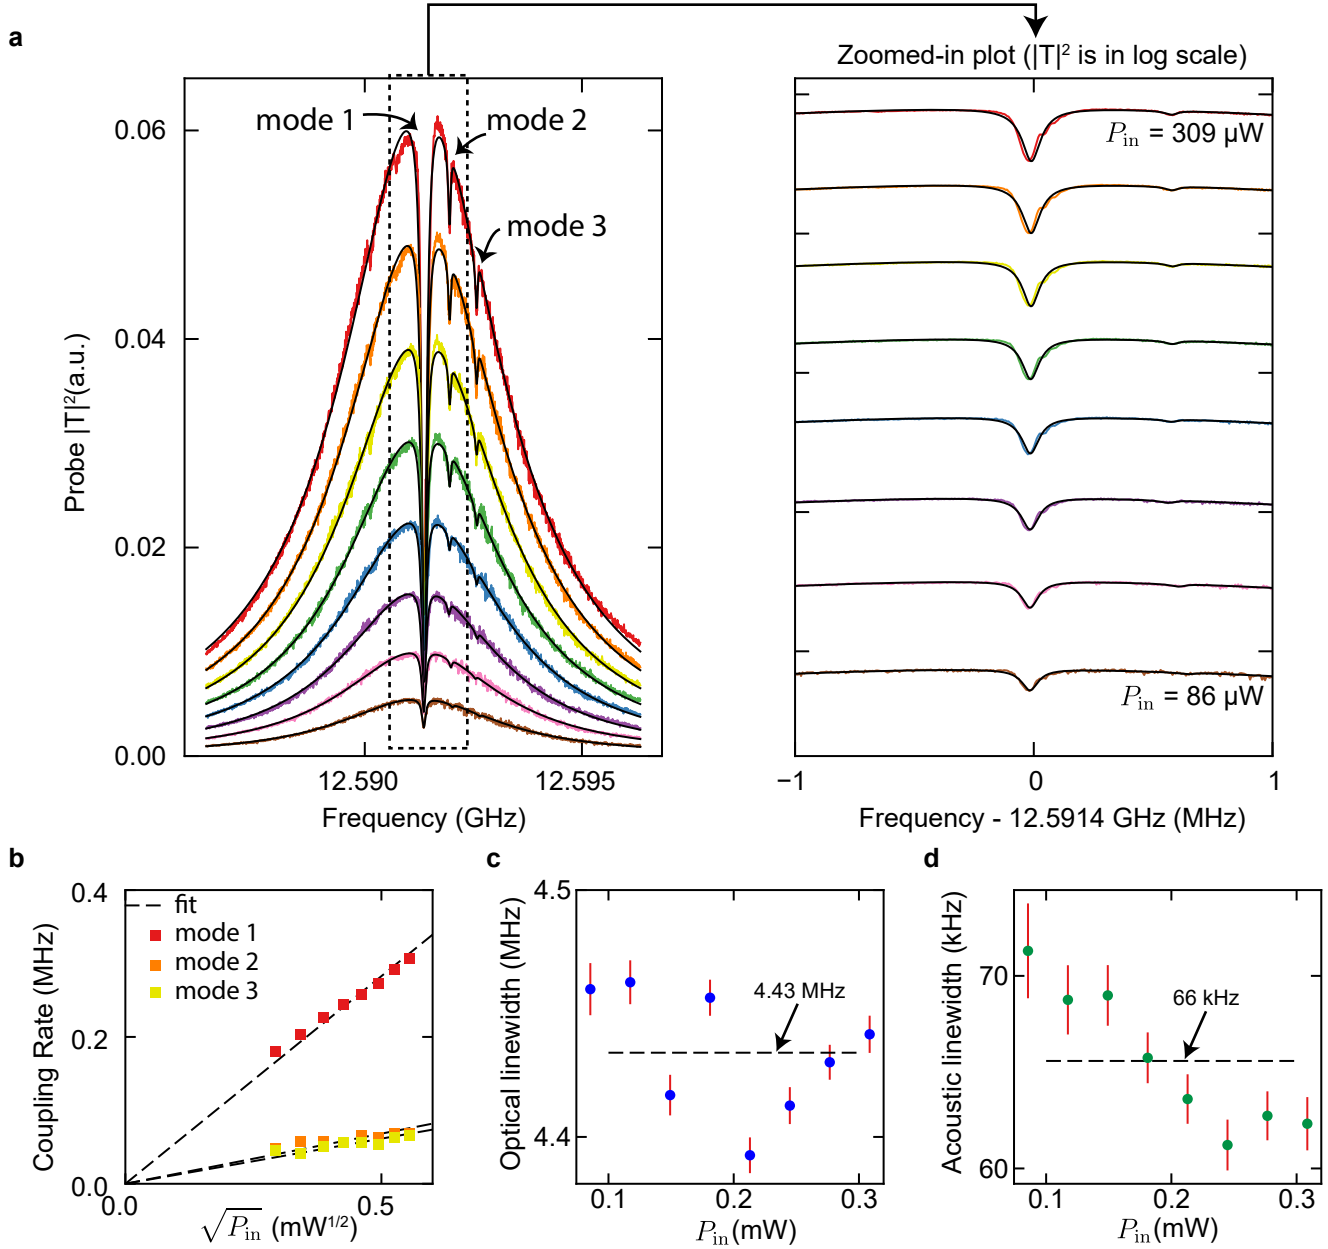 a
Zoomed-in plot (|T|² is in log scale)
mode 1
mode 2
mode 3
0.06
0.04
0.02
0.00
Probe |T|²(a.u.)
12.590
12.595
Frequency (GHz)
P_in = 309 µW
P_in = 86 µW
−1
0
1
Frequency - 12.5914 GHz (MHz)
b
0.4
0.2
0.0
Coupling Rate (MHz)
fit
mode 1
mode 2
mode 3
0.0
0.5
√P_in (mW^1/2)
c
4.5
4.4
Optical linewidth (MHz)
4.43 MHz
0.1
0.2
0.3
P_in(mW)
d
70
60
Acoustic linewidth (kHz)
66 kHz
0.1
0.2
0.3
P_in(mW)